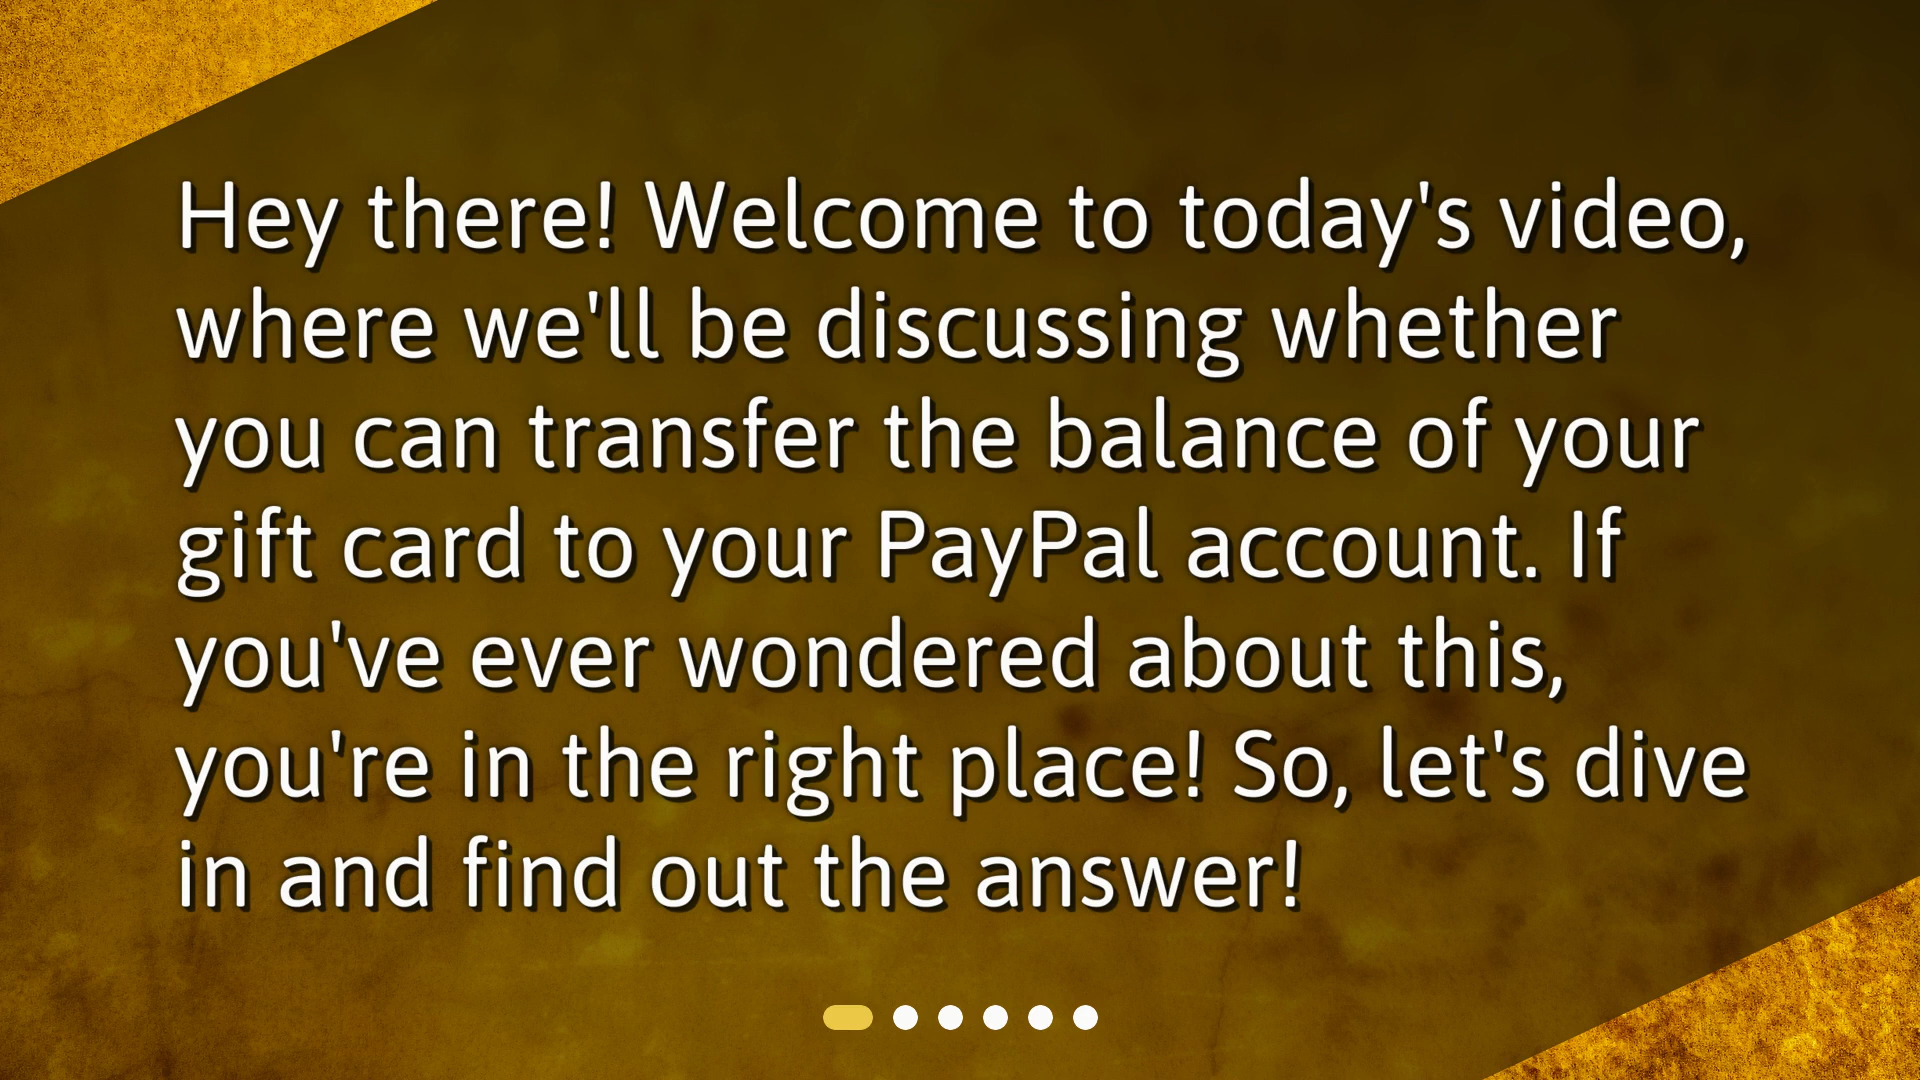 Hey there! Welcome to today's video,
where we'll be discussing whether
you can transfer the balance of your
gift card to your PayPal account. If
you've ever wondered about this,
you're in the right place! So, let's dive
in and find out the answer!